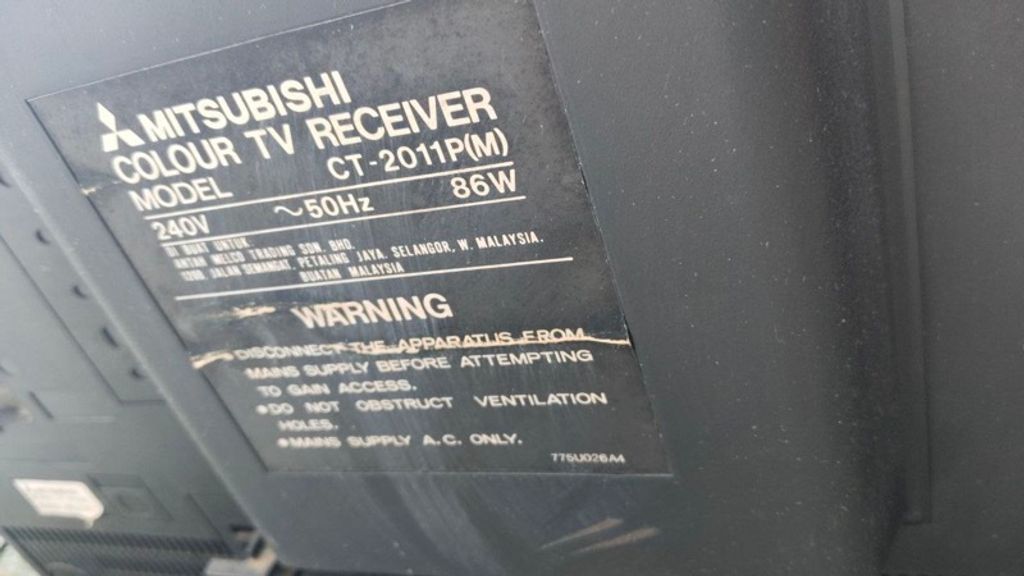 MITSUBISHI
COLOUR TV RECEIVER
MODEL CT-2011P(M)
240V ~50Hz 86W
DI BUAT UNTUK
MELCO TRADING SDN. BHD.
JALAN PETALING JAYA. SELANGOR. W. MALAYSIA.
BUATAN MALAYSIA
WARNING
DISCONNECT THE APPARATUS FROM
MAINS SUPPLY BEFORE ATTEMPTING
TO GAIN ACCESS.
•DO NOT OBSTRUCT VENTILATION
HOLES.
•MAINS SUPPLY A.C. ONLY.
775U026A4